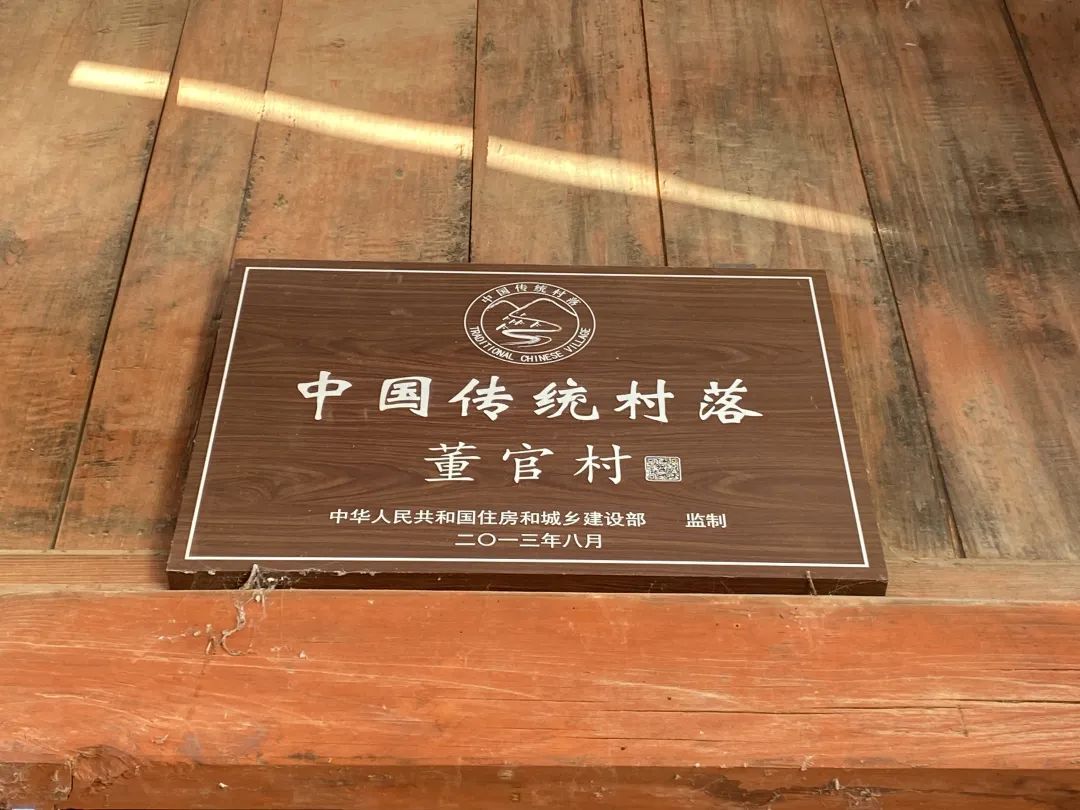 中国传统村落
TRADITIONAL CHINESE VILLAGE
中国传统村落
董官村
中华人民共和国住房和城乡建设部 监制
二〇一三年八月